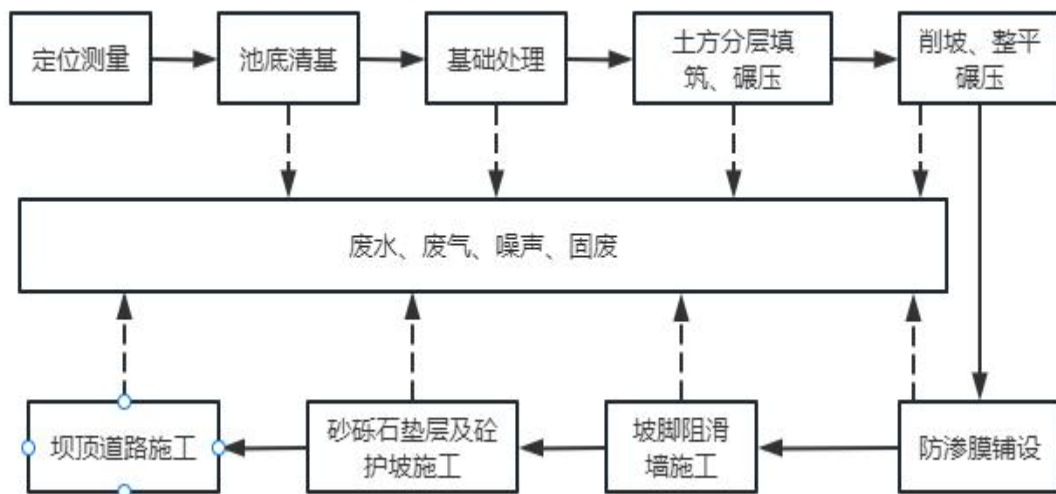 定位测量
池底清基
基础处理
土方分层填
筑、碾压
削坡、整平
碾压
废水、废气、噪声、固废
坝顶道路施工
砂砾石垫层及砼
护坡施工
坡脚阻滑
墙施工
防渗膜铺设